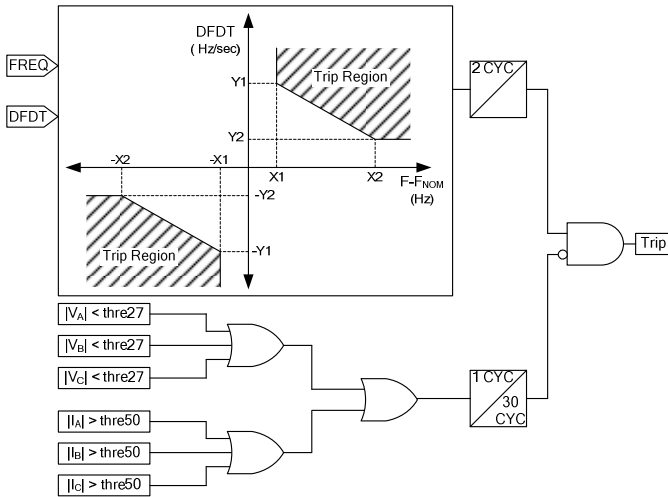 DFDT
( Hz/sec)
FREQ
DFDT
Y1
Trip Region
Y2
-X2
-X1
X1
X2
F-FNOM
(Hz)
-Y2
-Y1
Trip Region
2 CYC
Trip
|VA| < thre27
|VB| < thre27
|VC| < thre27
|IA| > thre50
|IB| > thre50
|IC| > thre50
1 CYC
30
CYC